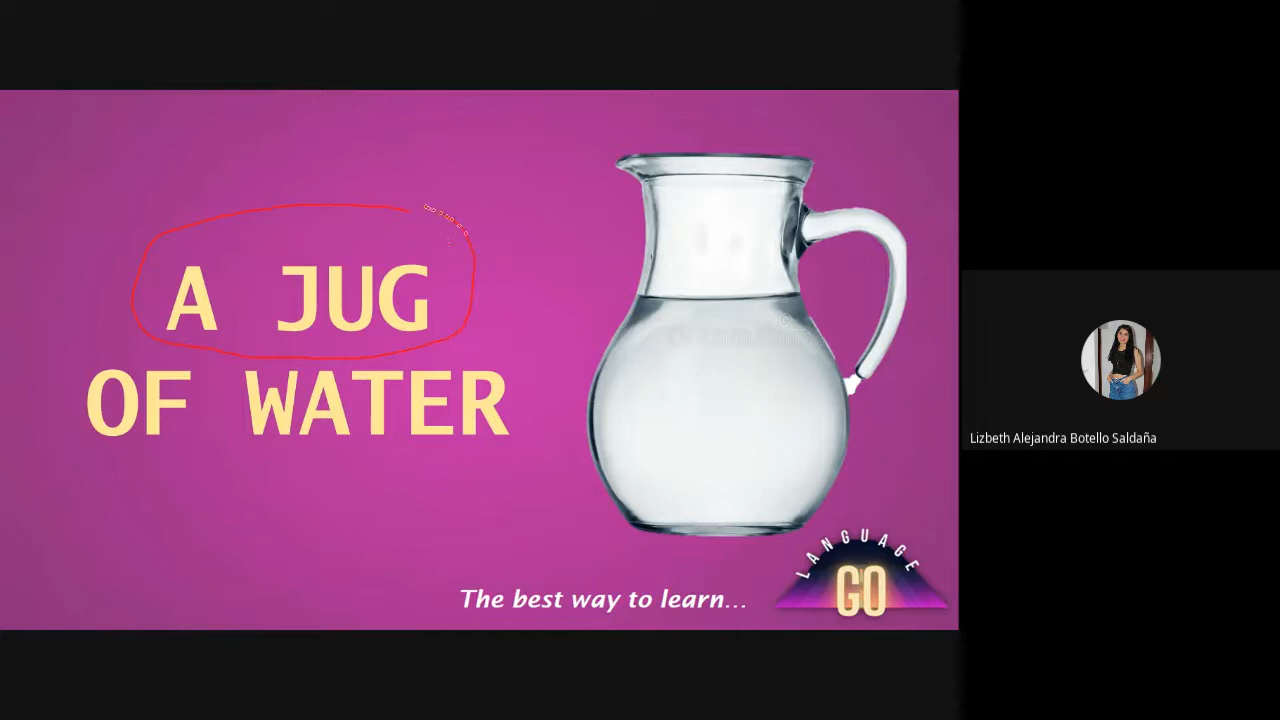 A JUG
OF WATER
The best way to learn...
LANGUAGE
GO
Lizbeth Alejandra Botello Saldaña